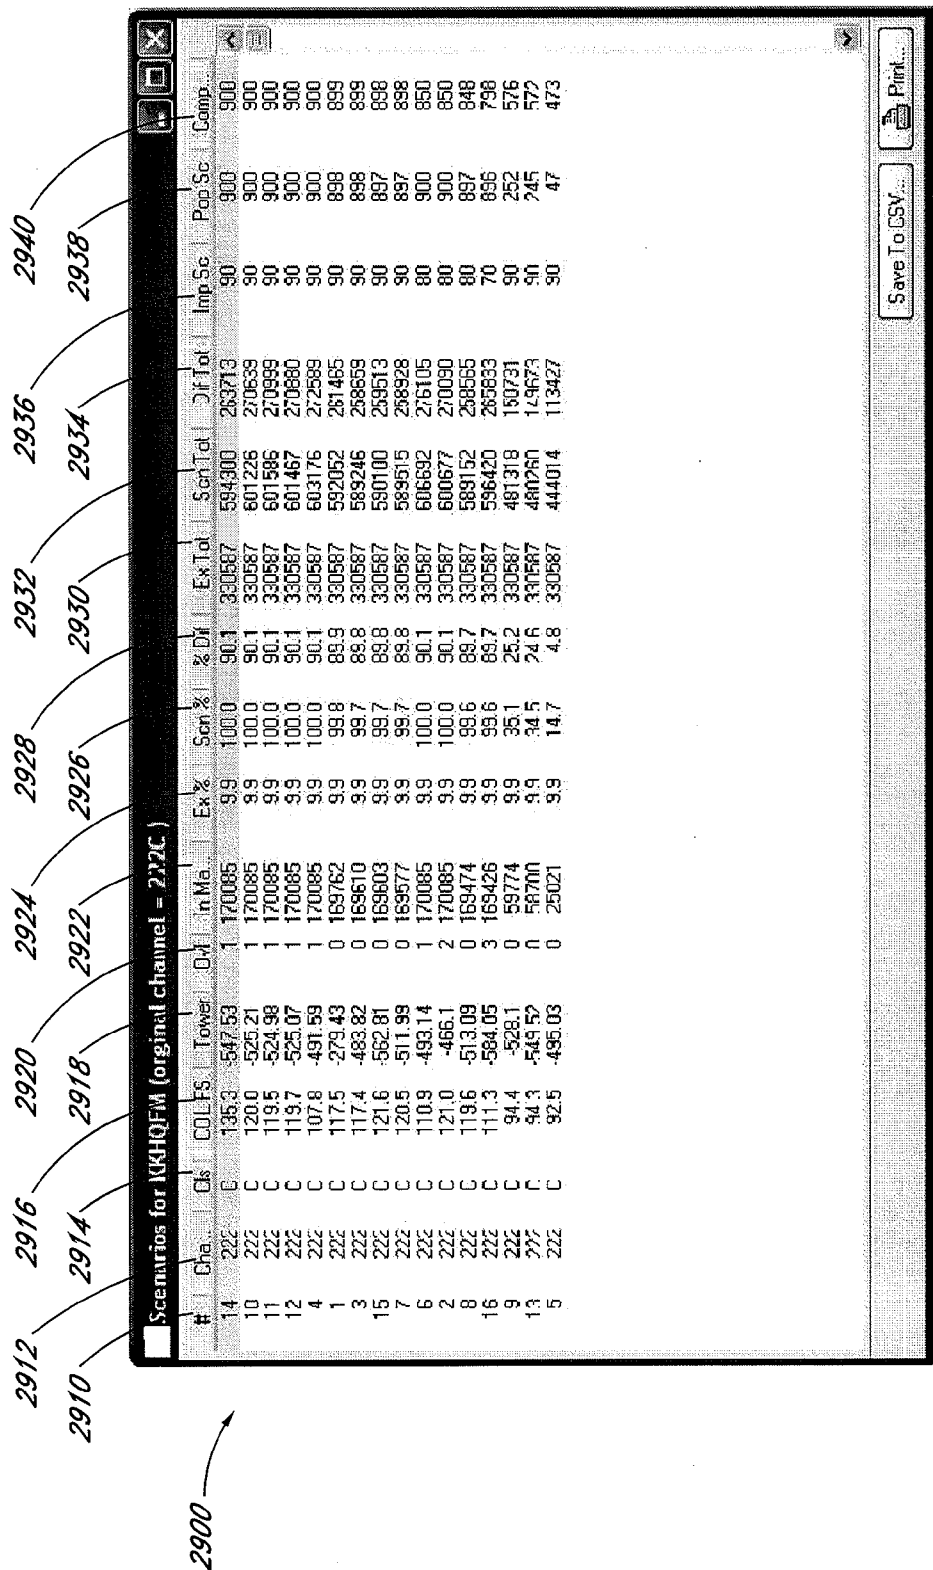 2900
2910 2912 2914 2916 2918 2920 2922 2924 2926 2928 2930 2932 2934 2936 2938 2940
Scenarios for KKHQFM (orginal channel = 222C )
# Cha... Cls COL FS Tower Ovl In Ma... Ex % Scn % % Dif Ex Tot Scn Tot Dif Tot Imp Sc Pop Sc Comp...
14 222 C 135.3 -547.53 1 170085 9.9 100.0 90.1 330587 594300 263713 90 900 900
10 222 C 120.0 -525.21 1 170085 9.9 100.0 90.1 330587 601226 270639 90 900 900
11 222 C 119.5 -524.98 1 170085 9.9 100.0 90.1 330587 601586 270999 90 900 900
12 222 C 119.7 -525.07 1 170085 9.9 100.0 90.1 330587 601467 270880 90 900 900
4 222 C 107.8 -491.59 1 170085 9.9 100.0 90.1 330587 603176 272589 90 900 900
1 222 C 117.5 -279.43 0 169762 9.9 99.8 89.9 330587 592052 261465 90 898 899
3 222 C 117.4 -483.82 0 169610 9.9 99.7 89.8 330587 589246 258659 90 898 899
15 222 C 121.6 -562.81 0 169603 9.9 99.7 89.8 330587 590100 259513 90 897 898
7 222 C 120.5 -511.99 0 169577 9.9 99.7 89.8 330587 589515 258928 90 897 898
6 222 C 110.9 -493.14 1 170085 9.9 100.0 90.1 330587 606692 276105 80 900 850
2 222 C 121.0 -466.1 2 170085 9.9 100.0 90.1 330587 600677 270090 80 900 850
8 222 C 119.6 -513.09 0 169474 9.9 99.6 89.7 330587 589152 258565 80 897 848
16 222 C 111.3 -584.05 3 169426 9.9 99.6 89.7 330587 596420 265833 70 896 798
9 222 C 94.4 -528.1 0 59774 9.9 35.1 25.2 330587 481318 150731 90 252 576
13 222 C 94.3 -549.52 0 58700 9.9 34.5 24.6 330587 480260 149673 90 245 572
5 222 C 92.5 -495.03 0 25021 9.9 14.7 4.8 330587 444014 113427 90 47 473
Save To CSV... Print...